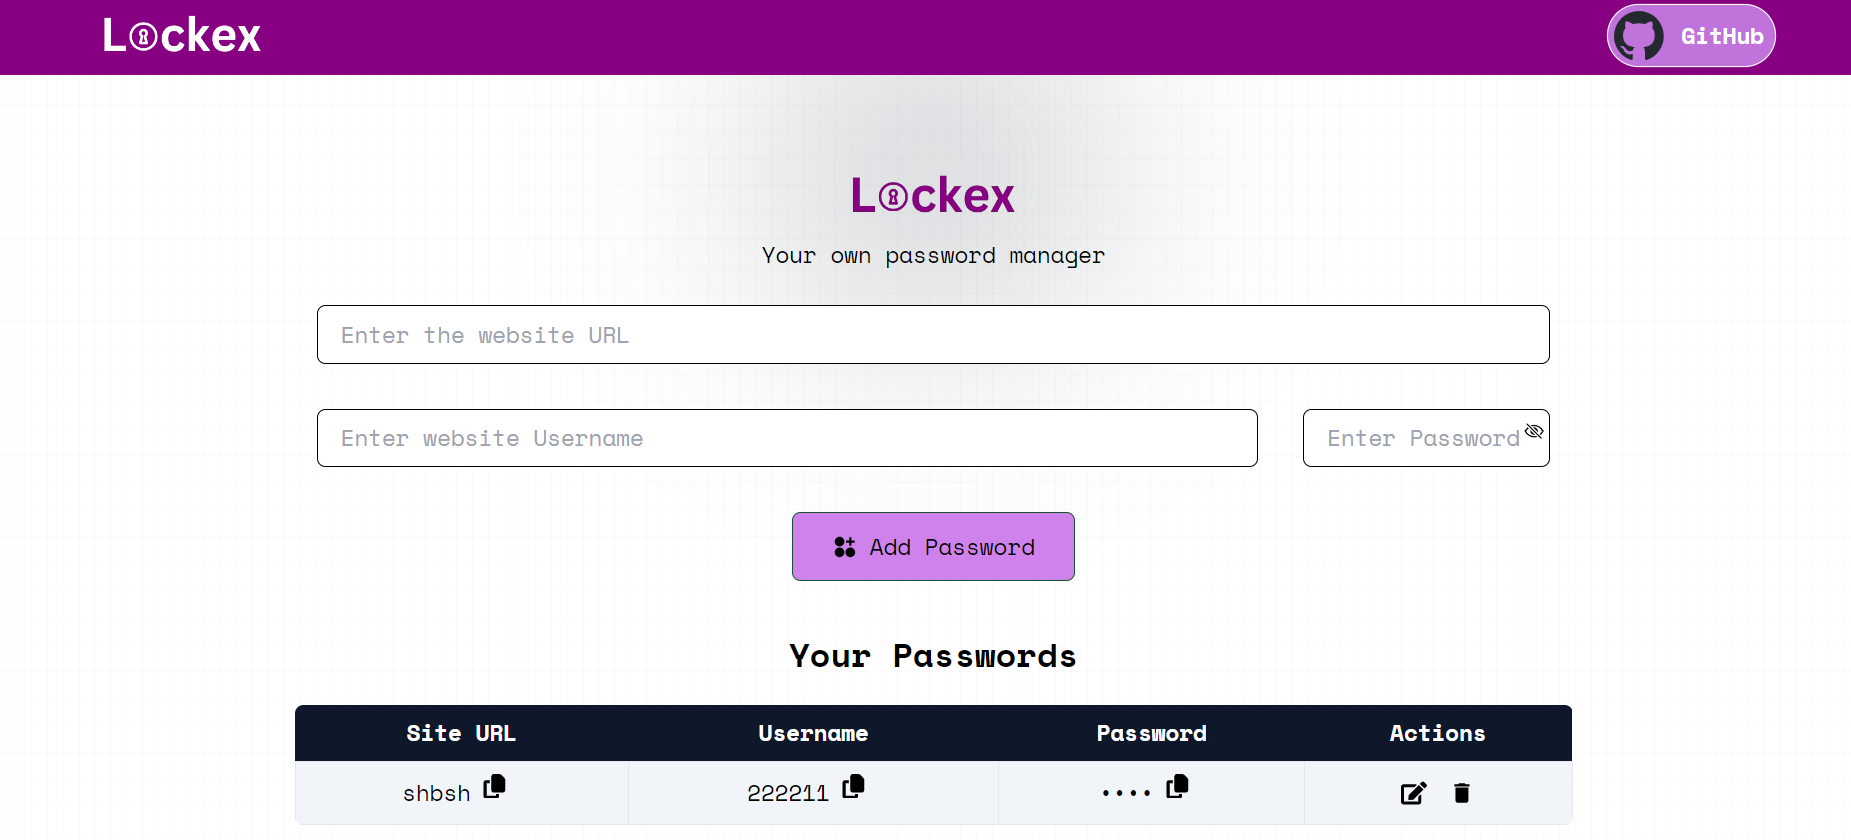 Lockex
GitHub
Lockex
Your own password manager
Enter the website URL
Enter website Username
Enter Password
Add Password
Your Passwords
Site URL Username Password Actions
shbsh 222211 ••••